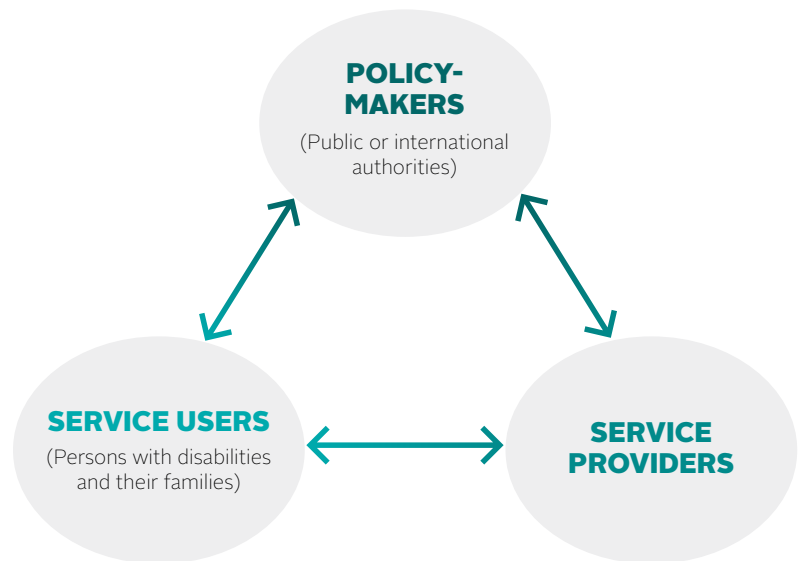 POLICY-
MAKERS
(Public or international
authorities)
SERVICE USERS
(Persons with disabilities
and their families)
SERVICE
PROVIDERS